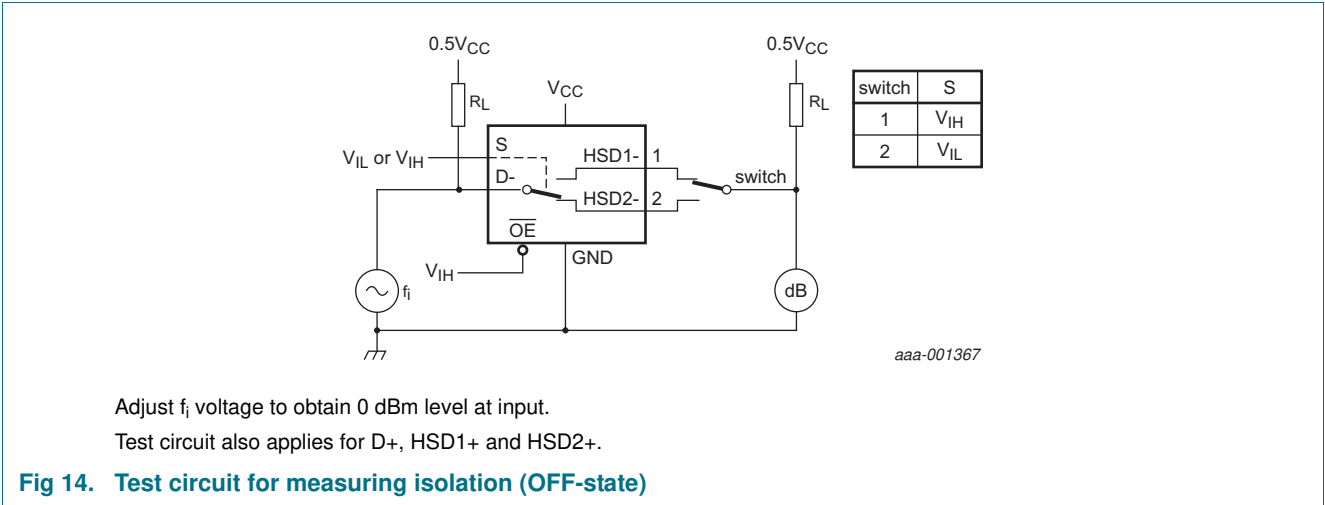 0.5VCC
0.5VCC
RL
VCC
RL
switch S
1 VIH
2 VIL
VIL or VIH
S
HSD1- 1
D-
switch
HSD2- 2
OE
GND
VIH
fi
dB
aaa-001367
Adjust fi voltage to obtain 0 dBm level at input.
Test circuit also applies for D+, HSD1+ and HSD2+.
Fig 14. Test circuit for measuring isolation (OFF-state)